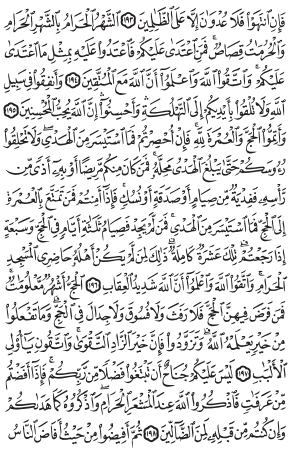 فَإِنِ ٱنتَهَوْا۟ فَلَا عُدْوَٰنَ إِلَّا عَلَى ٱلظَّٰلِمِينَ ١٩٣ ٱلشَّهْرُ ٱلْحَرَامُ بِٱلشَّهْرِ ٱلْحَرَامِ
وَٱلْحُرُمَٰتُ قِصَاصٌ ۚ فَمَنِ ٱعْتَدَىٰ عَلَيْكُمْ فَٱعْتَدُوا۟ عَلَيْهِ بِمِثْلِ مَا ٱعْتَدَىٰ
عَلَيْكُمْ ۚ وَٱتَّقُوا۟ ٱللَّهَ وَٱعْلَمُوٓا۟ أَنَّ ٱللَّهَ مَعَ ٱلْمُتَّقِينَ ١٩٤ وَأَنفِقُوا۟ فِى سَبِيلِ
ٱللَّهِ وَلَا تُلْقُوا۟ بِأَيْدِيكُمْ إِلَى ٱلتَّهْلُكَةِ ۛ وَأَحْسِنُوٓا۟ ۛ إِنَّ ٱللَّهَ يُحِبُّ ٱلْمُحْسِنِينَ ١٩٥
وَأَتِمُّوا۟ ٱلْحَجَّ وَٱلْعُمْرَةَ لِلَّهِ ۚ فَإِنْ أُحْصِرْتُمْ فَمَا ٱسْتَيْسَرَ مِنَ ٱلْهَدْىِ ۖ وَلَا تَحْلِقُوا۟
رُءُوسَكُمْ حَتَّىٰ يَبْلُغَ ٱلْهَدْىُ مَحِلَّهُۥ ۚ فَمَن كَانَ مِنكُم مَّرِيضًا أَوْ بِهِۦٓ أَذًى مِّن
رَّأْسِهِۦ فَفِدْيَةٌ مِّن صِيَامٍ أَوْ صَدَقَةٍ أَوْ نُسُكٍ ۚ فَإِذَآ أَمِنتُمْ فَمَن تَمَتَّعَ بِٱلْعُمْرَةِ
إِلَى ٱلْحَجِّ فَمَا ٱسْتَيْسَرَ مِنَ ٱلْهَدْىِ ۚ فَمَن لَّمْ يَجِدْ فَصِيَامُ ثَلَٰثَةِ أَيَّامٍ فِى ٱلْحَجِّ وَسَبْعَةٍ
إِذَا رَجَعْتُمْ ۗ تِلْكَ عَشَرَةٌ كَامِلَةٌ ۗ ذَٰلِكَ لِمَن لَّمْ يَكُنْ أَهْلُهُۥ حَاضِرِى ٱلْمَسْجِدِ
ٱلْحَرَامِ ۚ وَٱتَّقُوا۟ ٱللَّهَ وَٱعْلَمُوٓا۟ أَنَّ ٱللَّهَ شَدِيدُ ٱلْعِقَابِ ١٩٦ ٱلْحَجُّ أَشْهُرٌ مَّعْلُومَٰتٌ ۚ
فَمَن فَرَضَ فِيهِنَّ ٱلْحَجَّ فَلَا رَفَثَ وَلَا فُسُوقَ وَلَا جِدَالَ فِى ٱلْحَجِّ ۗ وَمَا تَفْعَلُوا۟
مِنْ خَيْرٍ يَعْلَمْهُ ٱللَّهُ ۗ وَتَزَوَّدُوا۟ فَإِنَّ خَيْرَ ٱلزَّادِ ٱلتَّقْوَىٰ ۚ وَٱتَّقُونِ يَٰٓأُو۟لِى
ٱلْأَلْبَٰبِ ١٩٧ لَيْسَ عَلَيْكُمْ جُنَاحٌ أَن تَبْتَغُوا۟ فَضْلًا مِّن رَّبِّكُمْ ۚ فَإِذَآ أَفَضْتُم
مِّنْ عَرَفَٰتٍ فَٱذْكُرُوا۟ ٱللَّهَ عِندَ ٱلْمَشْعَرِ ٱلْحَرَامِ ۖ وَٱذْكُرُوهُ كَمَا هَدَىٰكُمْ
وَإِن كُنتُم مِّن قَبْلِهِۦ لَمِنَ ٱلضَّآلِّينَ ١٩٨ ثُمَّ أَفِيضُوا۟ مِنْ حَيْثُ أَفَاضَ ٱلنَّاسُ